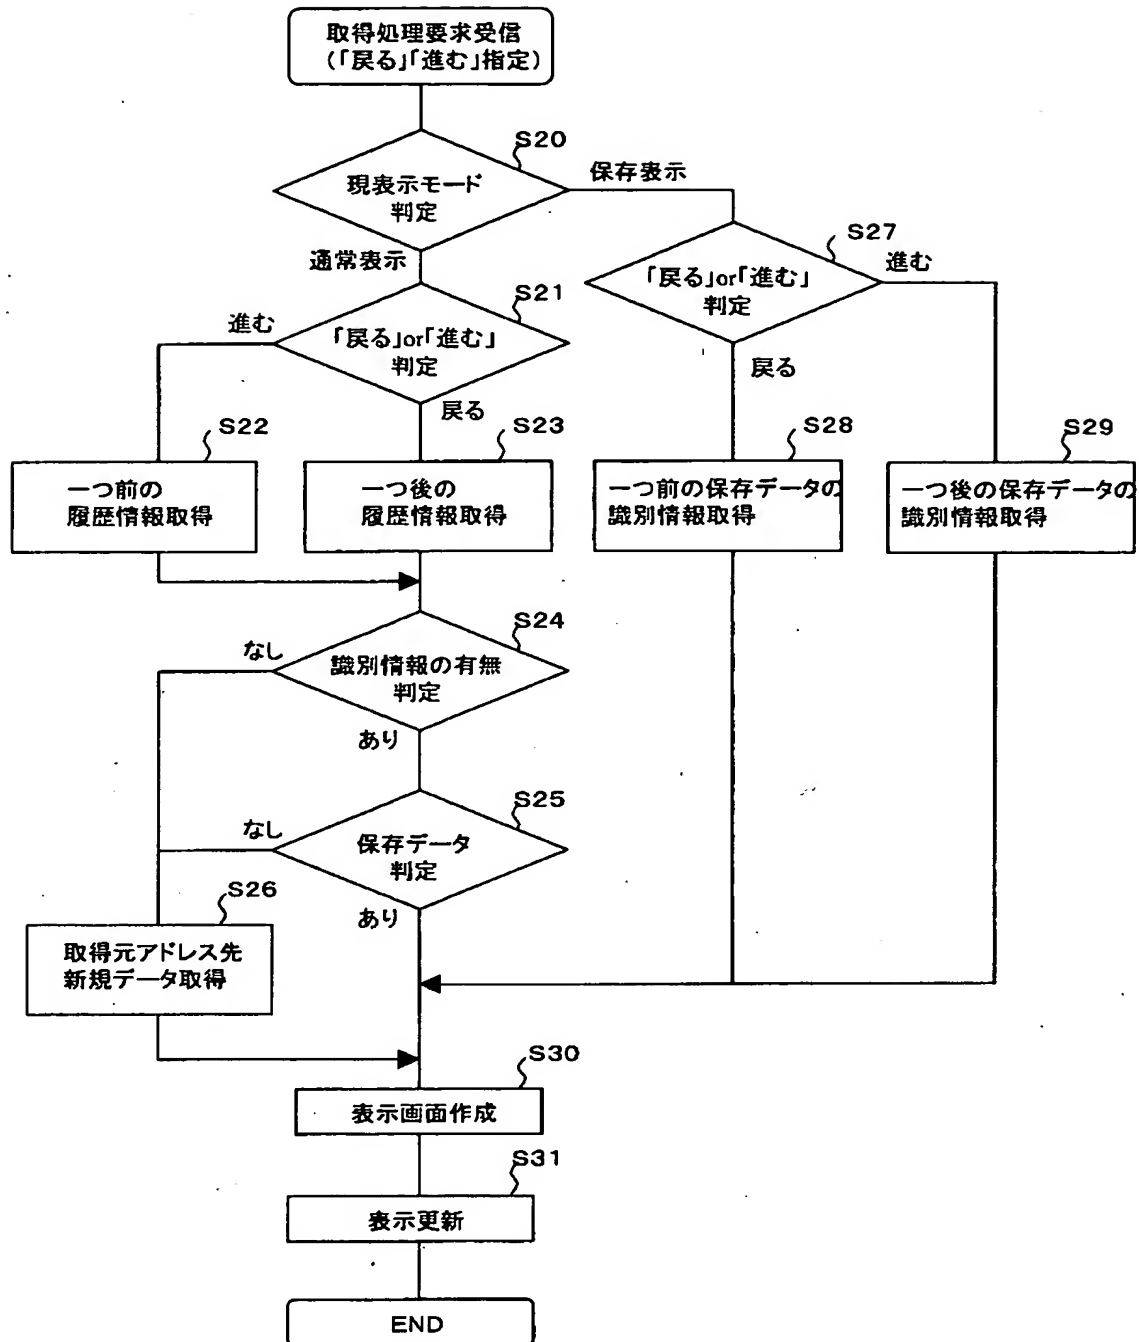 取得処理要求受信
(「戻る」「進む」指定)
S20
現表示モード
判定
保存表示
通常表示
S27
「戻る」or「進む」
判定
進む
戻る
S21
進む
「戻る」or「進む」
判定
戻る
S22
一つ前の
履歴情報取得
S23
一つ後の
履歴情報取得
S28
一つ前の保存データの
識別情報取得
S29
一つ後の保存データの
識別情報取得
S24
なし
識別情報の有無
判定
あり
S25
なし
保存データ
判定
あり
S26
取得元アドレス先
新規データ取得
S30
表示画面作成
S31
表示更新
END